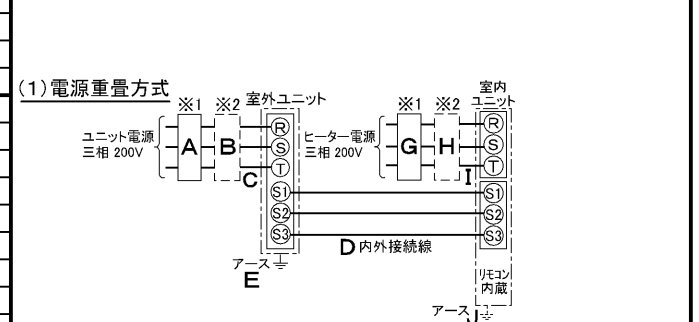 (1)電源重畳方式
※1 ※2 室外ユニット
ユニット電源
三相 200V
A
B
C
R
S
T
S1
S2
S3
アース
E
※1 ※2 室内
ユニット
ヒーター電源
三相 200V
G
H
I
R
S
T
S1
S2
S3
D 内外接続線
リモコン
内蔵
アース
J